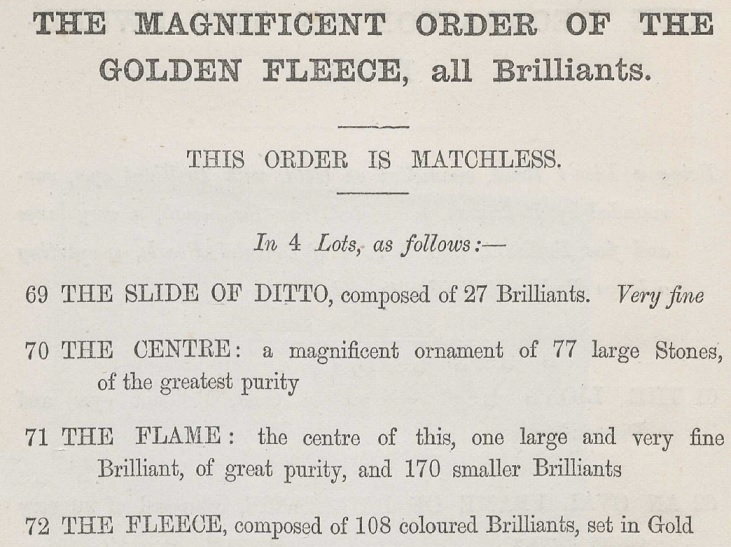 THE MAGNIFICENT ORDER OF THE
GOLDEN FLEECE, all Brilliants.
THIS ORDER IS MATCHLESS.
In 4 Lots, as follows:—
69 THE SLIDE OF DITTO, composed of 27 Brilliants. Very fine
70 THE CENTRE: a magnificent ornament of 77 large Stones,
of the greatest purity
71 THE FLAME: the centre of this, one large and very fine
Brilliant, of great purity, and 170 smaller Brilliants
72 THE FLEECE, composed of 108 coloured Brilliants, set in Gold